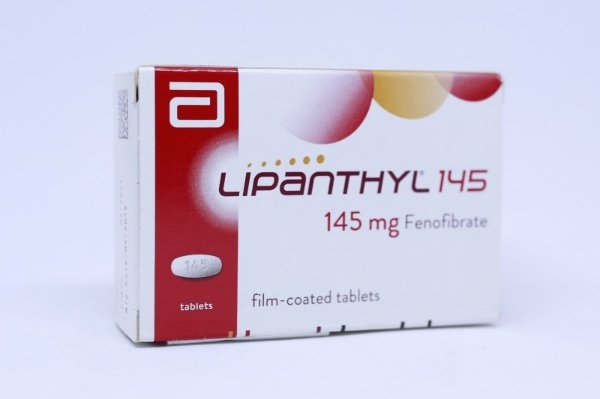 LIPANTHYL® 145
145 mg Fenofibrate
145
tablets
film-coated tablets